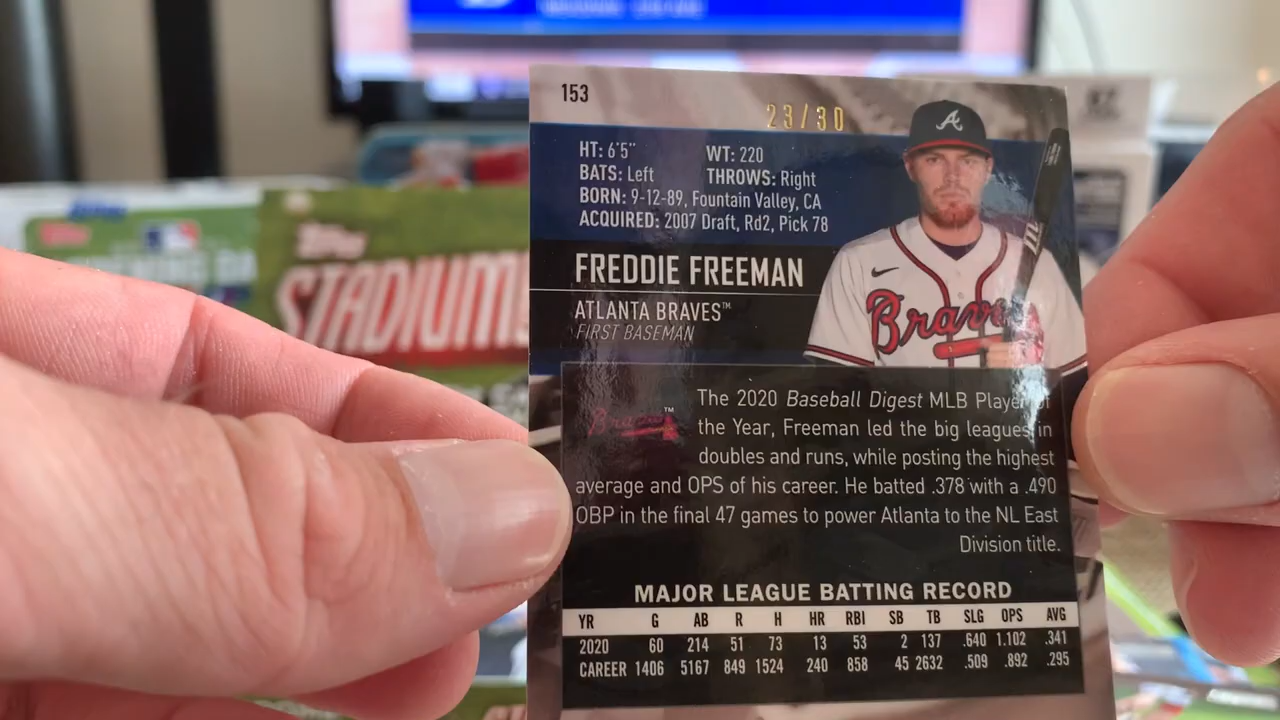 153
23/30
HT: 6'5" WT: 220
BATS: Left THROWS: Right
BORN: 9-12-89, Fountain Valley, CA
ACQUIRED: 2007 Draft, Rd2, Pick 78
FREDDIE FREEMAN
ATLANTA BRAVES™
FIRST BASEMAN
A
Braves
The 2020 Baseball Digest MLB Player of
the Year, Freeman led the big leagues in
doubles and runs, while posting the highest
average and OPS of his career. He batted .378 with a .490
OBP in the final 47 games to power Atlanta to the NL East
Division title.
Braves™
MAJOR LEAGUE BATTING RECORD
YR G AB R H HR RBI SB TB SLG OPS AVG
2020 60 214 51 73 13 53 2 137 .640 1.102 .341
CAREER 1406 5167 849 1524 240 858 45 2632 .509 .892 .295
Topps
STADIUM